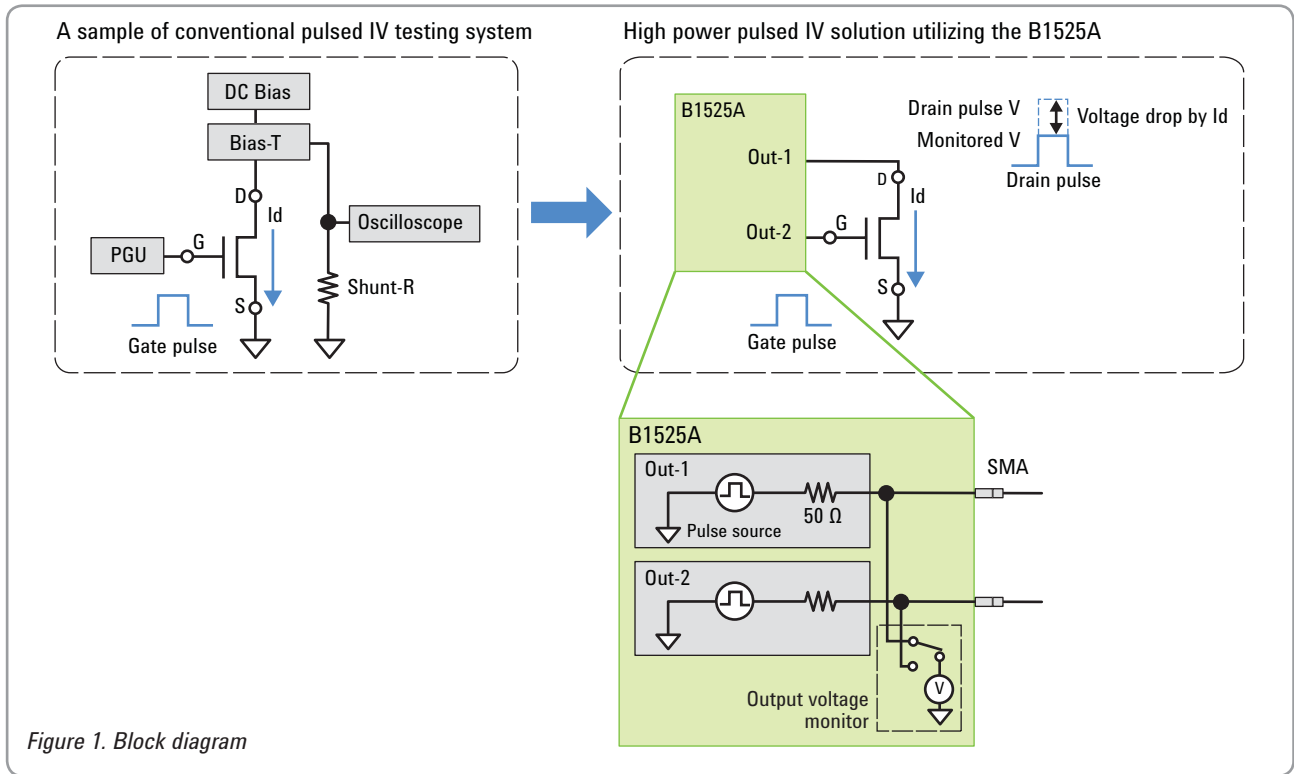 A sample of conventional pulsed IV testing system
DC Bias
Bias-T
D
Id
Oscilloscope
PGU
G
Shunt-R
S
Gate pulse
High power pulsed IV solution utilizing the B1525A
B1525A
Out-1
D
Id
Out-2
G
S
Gate pulse
Drain pulse V
Voltage drop by Id
Monitored V
Drain pulse
B1525A
Out-1
50 Ω
Pulse source
SMA
Out-2
V
Output voltage
monitor
Figure 1. Block diagram